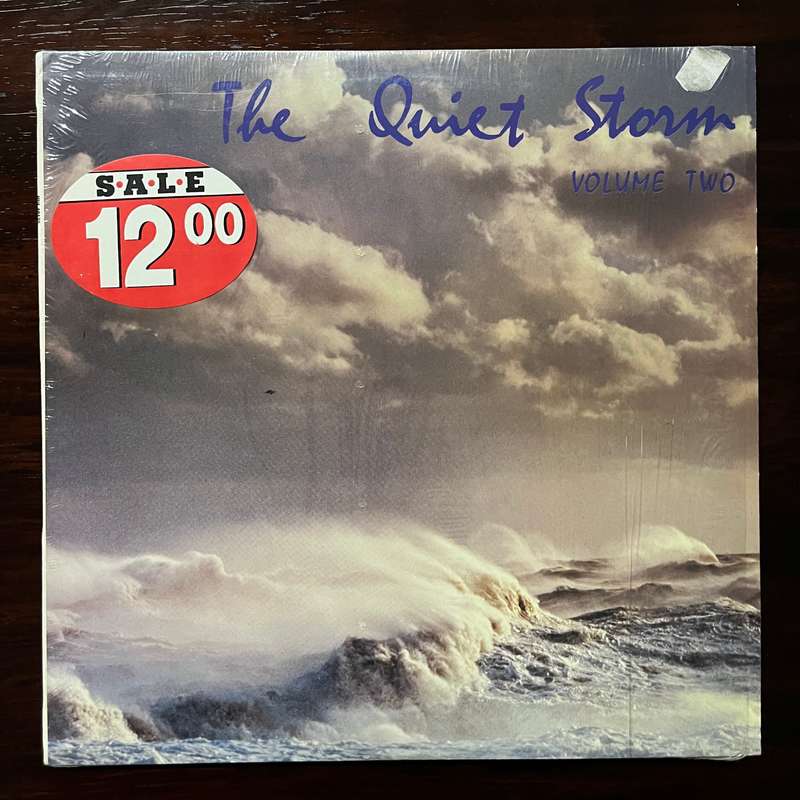 The Quiet Storm
VOLUME TWO
S·A·L·E
12 00